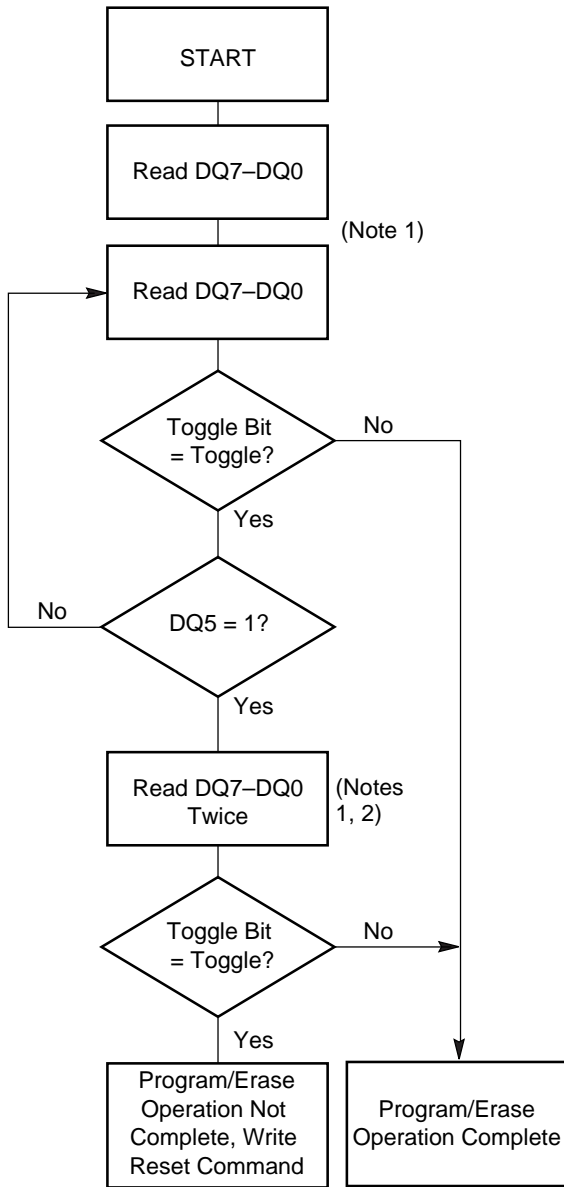 START
Read DQ7–DQ0
(Note 1)
Read DQ7–DQ0
Toggle Bit
= Toggle?
No
Yes
No
DQ5 = 1?
Yes
Read DQ7–DQ0
Twice
(Notes
1, 2)
Toggle Bit
= Toggle?
No
Yes
Program/Erase
Operation Not
Complete, Write
Reset Command
Program/Erase
Operation Complete